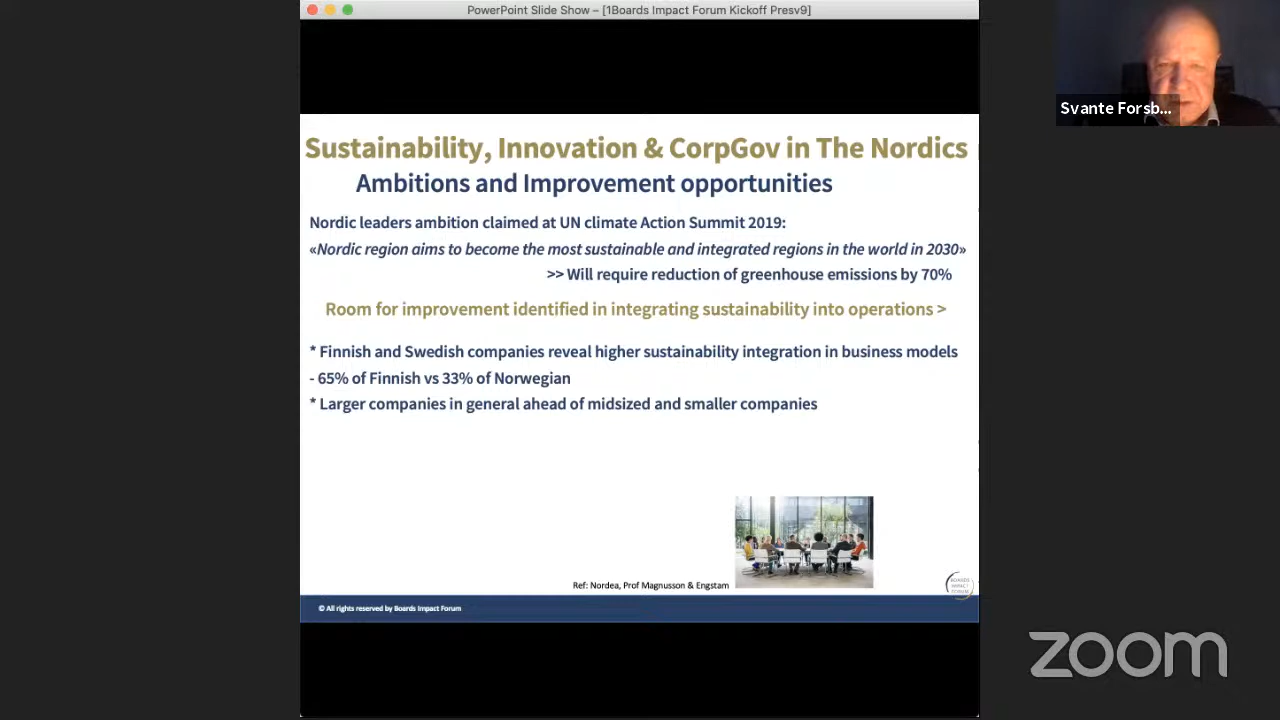 PowerPoint Slide Show – [1Boards Impact Forum Kickoff Presv9]
Svante Forsb...
Sustainability, Innovation & CorpGov in The Nordics
Ambitions and Improvement opportunities
Nordic leaders ambition claimed at UN climate Action Summit 2019:
«Nordic region aims to become the most sustainable and integrated regions in the world in 2030»
>> Will require reduction of greenhouse emissions by 70%
Room for improvement identified in integrating sustainability into operations >
* Finnish and Swedish companies reveal higher sustainability integration in business models
- 65% of Finnish vs 33% of Norwegian
* Larger companies in general ahead of midsized and smaller companies
Ref: Nordea, Prof Magnusson & Engstam
BOARDS
IMPACT
FORUM
© All rights reserved by Boards Impact Forum
zoom